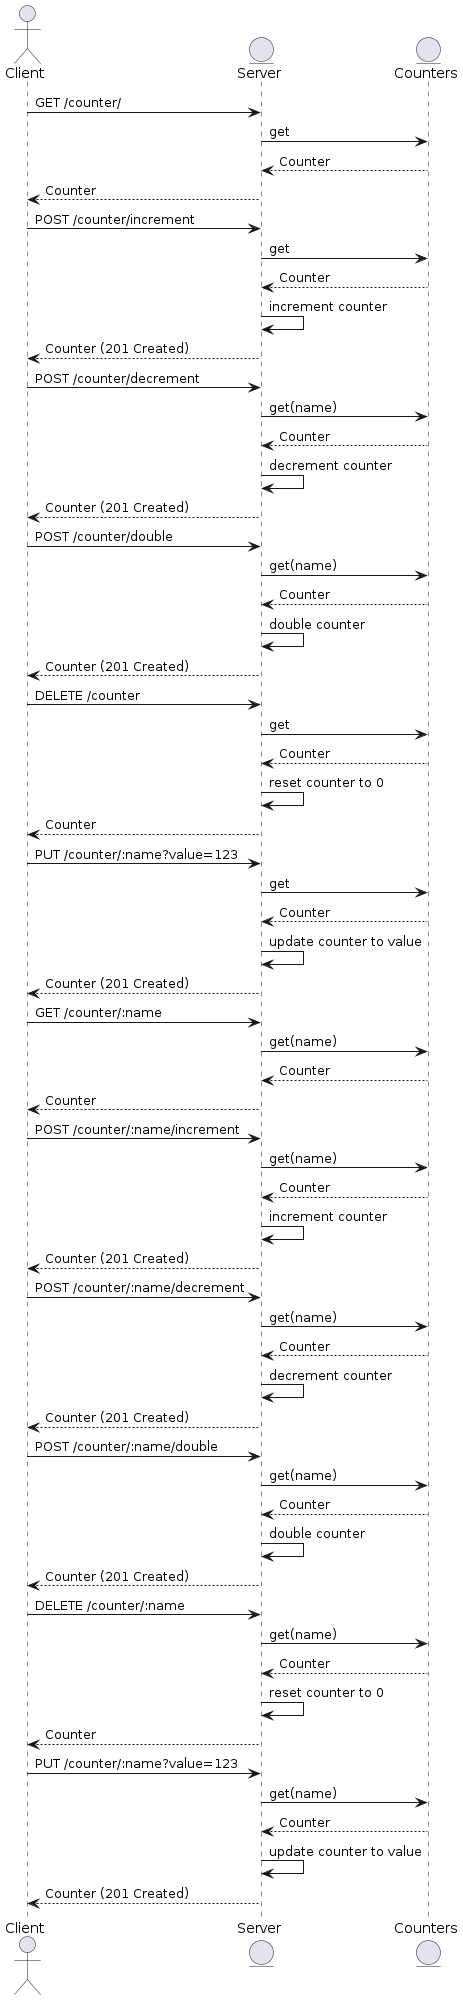 Client
Server
Counters
GET /counter/
get
Counter
Counter
POST /counter/increment
get
Counter
increment counter
Counter (201 Created)
POST /counter/decrement
get(name)
Counter
decrement counter
Counter (201 Created)
POST /counter/double
get(name)
Counter
double counter
Counter (201 Created)
DELETE /counter
get
Counter
reset counter to 0
Counter
PUT /counter/:name?value=123
get
Counter
update counter to value
Counter (201 Created)
GET /counter/:name
get(name)
Counter
Counter
POST /counter/:name/increment
get(name)
Counter
increment counter
Counter (201 Created)
POST /counter/:name/decrement
get(name)
Counter
decrement counter
Counter (201 Created)
POST /counter/:name/double
get(name)
Counter
double counter
Counter (201 Created)
DELETE /counter/:name
get(name)
Counter
reset counter to 0
Counter
PUT /counter/:name?value=123
get(name)
Counter
update counter to value
Counter (201 Created)
Client
Server
Counters